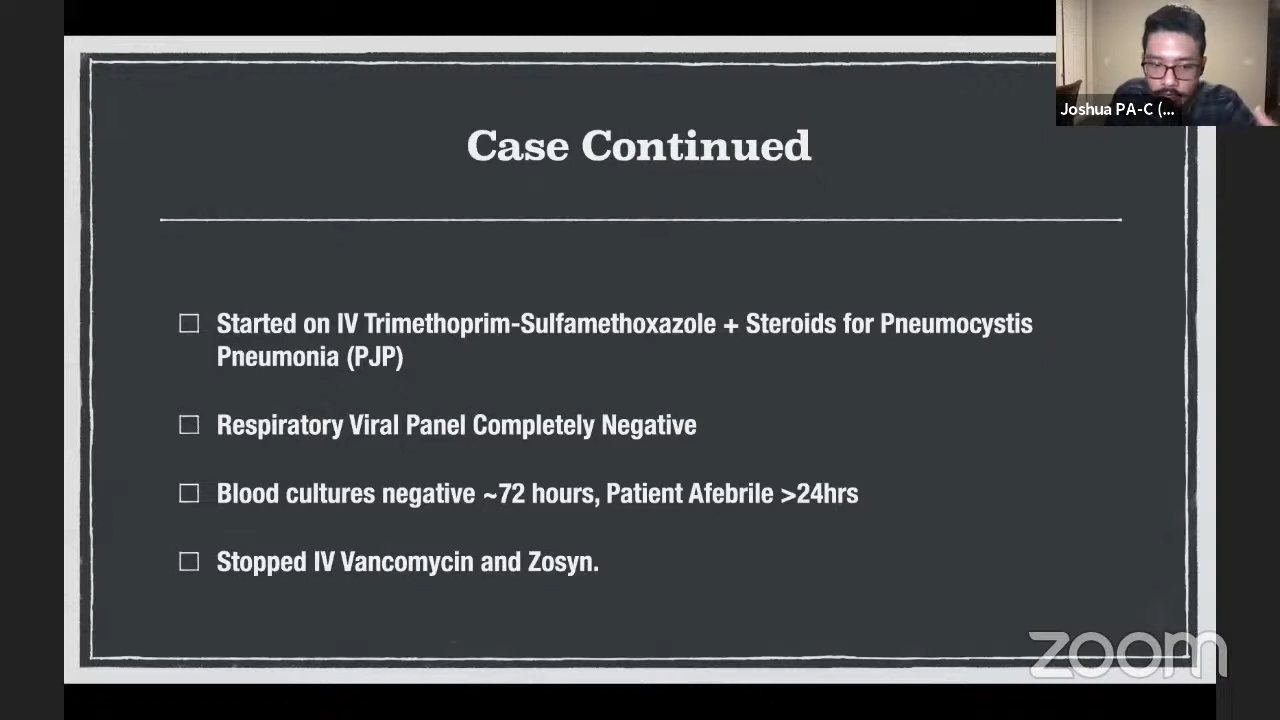 Joshua PA-C (...
Case Continued
Started on IV Trimethoprim-Sulfamethoxazole + Steroids for Pneumocystis
Pneumonia (PJP)
Respiratory Viral Panel Completely Negative
Blood cultures negative ~72 hours, Patient Afebrile >24hrs
Stopped IV Vancomycin and Zosyn.
zoom